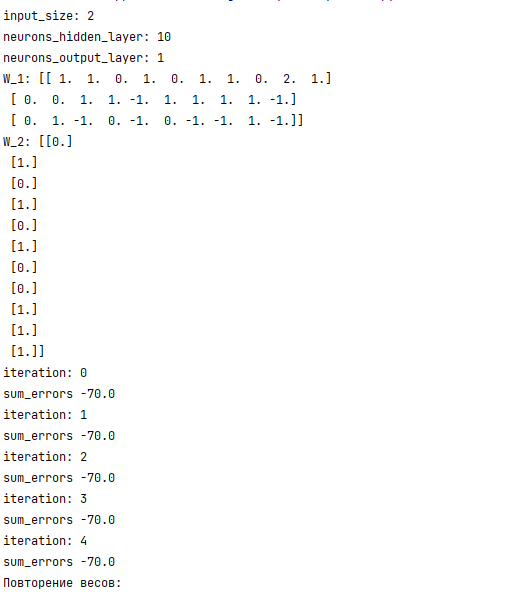 input_size: 2
neurons_hidden_layer: 10
neurons_output_layer: 1
W_1: [[ 1.  1.  0.  1.  0.  1.  1.  0.  2.  1.]
 [ 0.  0.  1.  1. -1.  1.  1.  1.  1. -1.]
 [ 0.  1. -1.  0. -1.  0. -1. -1.  1. -1.]]
W_2: [[0.]
 [1.]
 [0.]
 [1.]
 [0.]
 [1.]
 [0.]
 [0.]
 [1.]
 [1.]
 [1.]]
iteration: 0
sum_errors -70.0
iteration: 1
sum_errors -70.0
iteration: 2
sum_errors -70.0
iteration: 3
sum_errors -70.0
iteration: 4
sum_errors -70.0
Повторение весов: